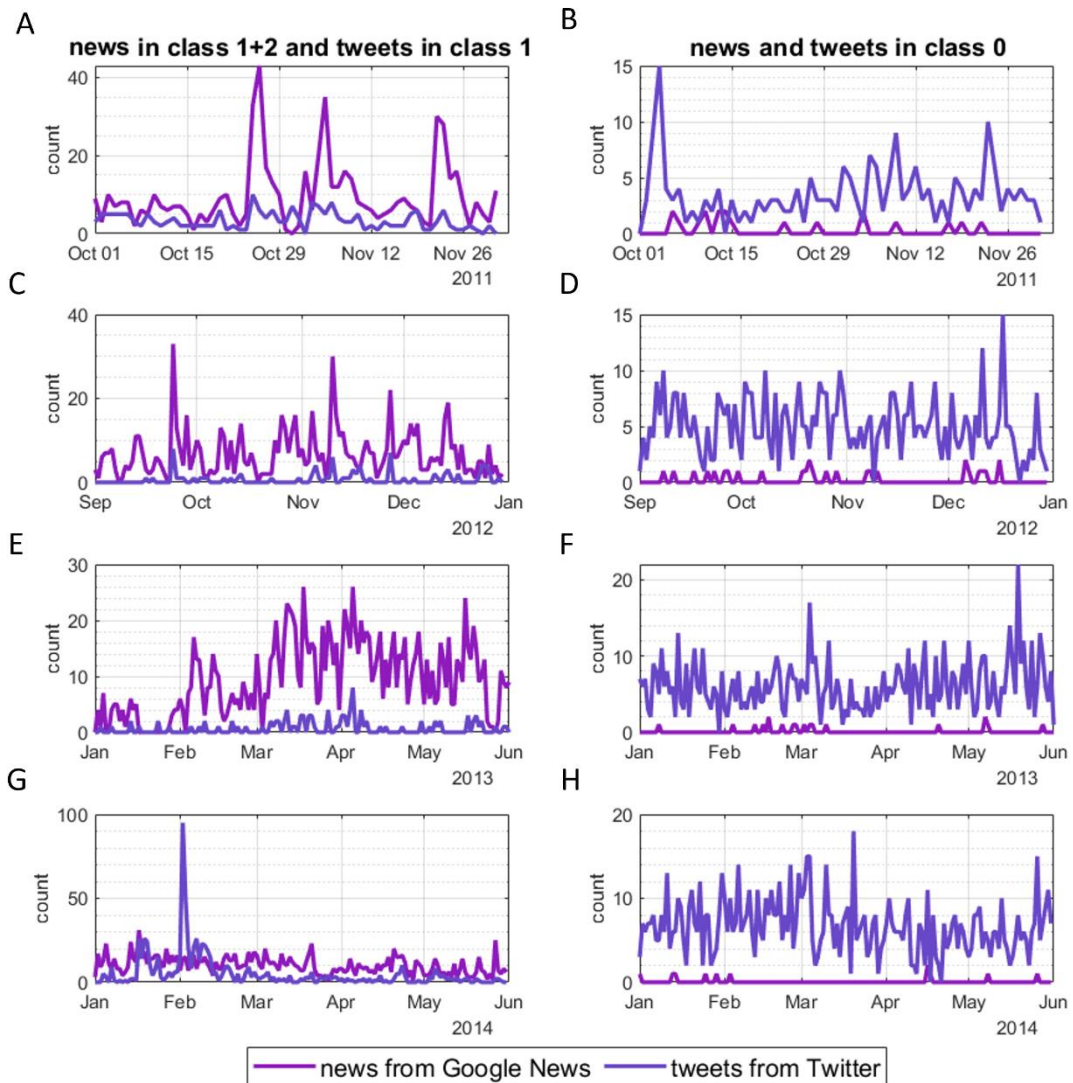 A
news in class 1+2 and tweets in class 1
40
20
0
count
Oct 01 Oct 15 Oct 29 Nov 12 Nov 26
2011
B
news and tweets in class 0
15
10
5
0
count
Oct 01 Oct 15 Oct 29 Nov 12 Nov 26
2011
C
40
30
20
10
0
count
Sep Oct Nov Dec Jan
2012
D
15
10
5
0
count
Sep Oct Nov Dec Jan
2012
E
30
20
10
0
count
Jan Feb Mar Apr May Jun
2013
F
20
10
0
count
Jan Feb Mar Apr May Jun
2013
G
100
50
0
count
Jan Feb Mar Apr May Jun
2014
H
20
10
0
count
Jan Feb Mar Apr May Jun
2014
news from Google News tweets from Twitter